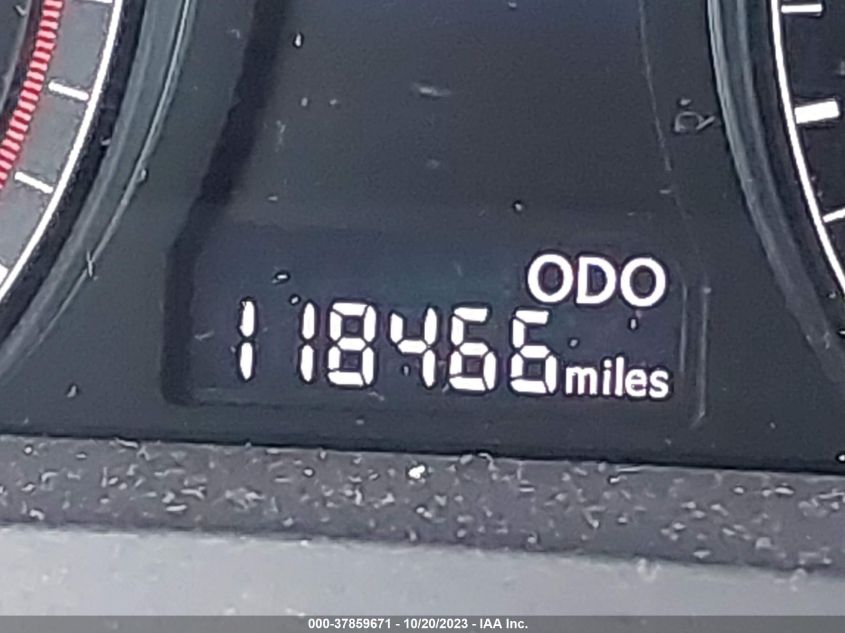 ODO
118466 miles
000-37859671 - 10/20/2023 - IAA Inc.